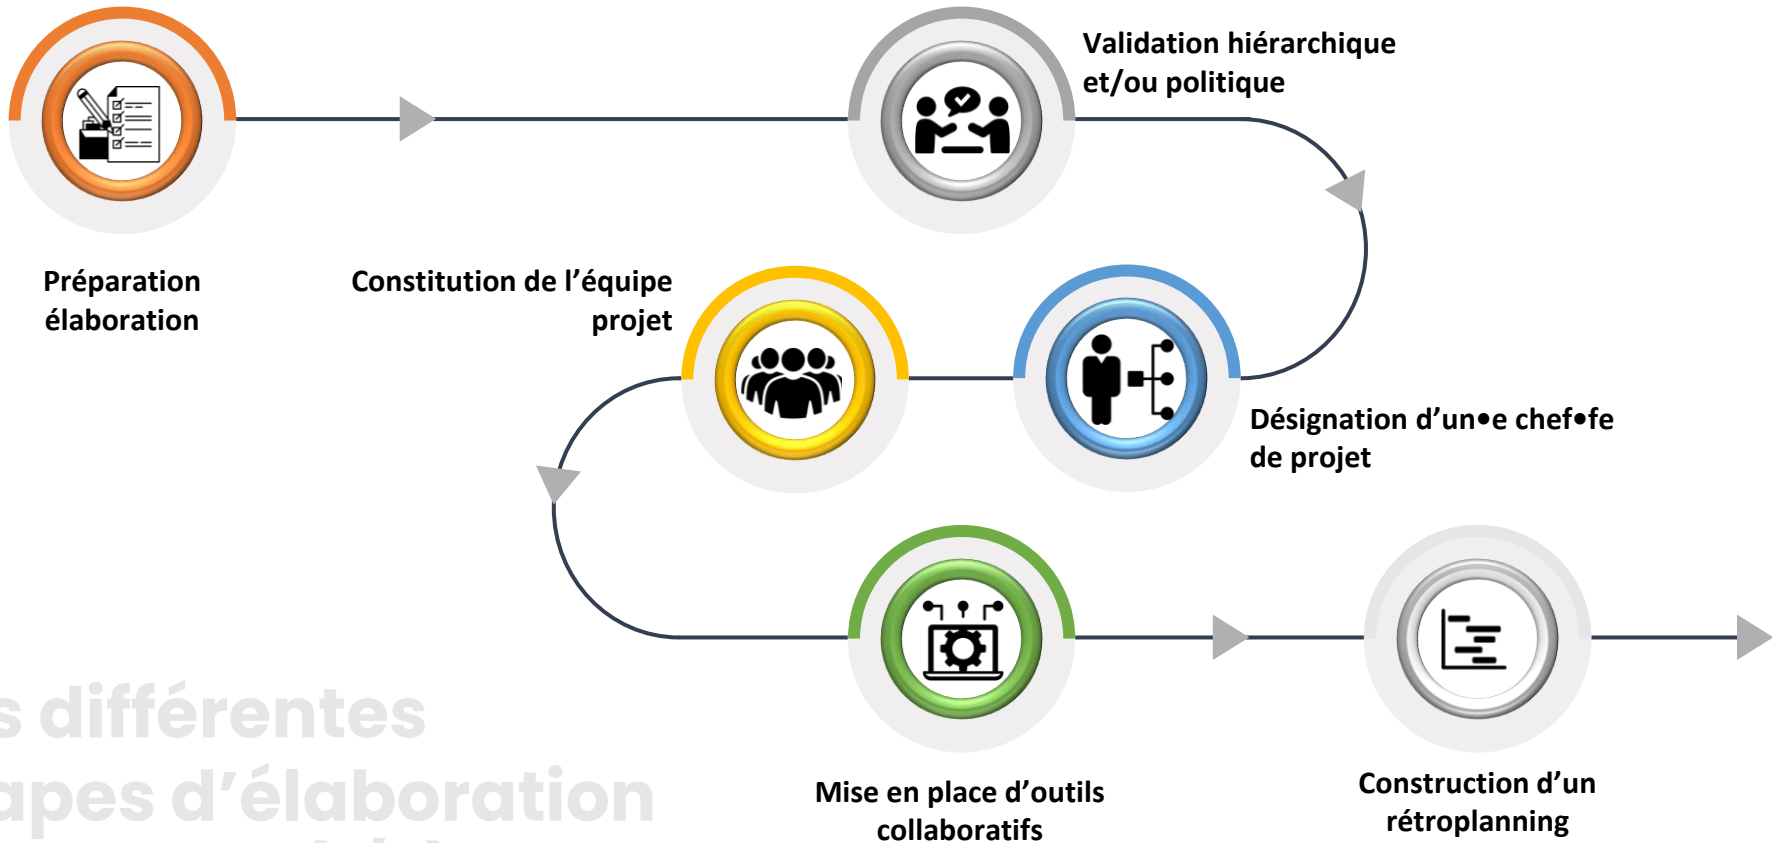 Préparation
élaboration
Validation hiérarchique
et/ou politique
Désignation d'un•e chef•fe
de projet
Constitution de l'équipe
projet
Mise en place d'outils
collaboratifs
Construction d'un
rétroplanning
différentes
d'élaboration